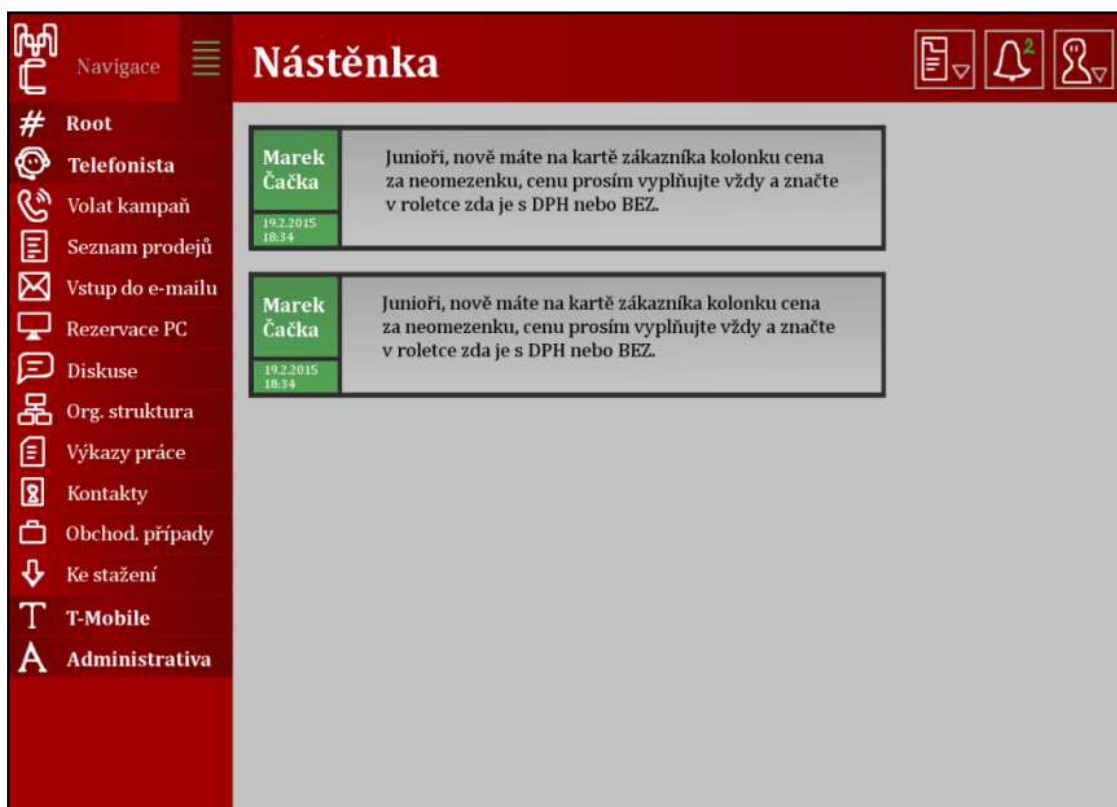 Navigace
Nástěnka
2
# Root
Telefonista
Volat kampaň
Seznam prodejů
Vstup do e-mailu
Rezervace PC
Diskuse
Org. struktura
Výkazy práce
Kontakty
Obchod. případy
Ke stažení
T T-Mobile
A Administrativa
Marek
Čačka
19.2.2015
18:34
Junioři, nově máte na kartě zákazníka kolonku cena
za neomezenku, cenu prosím vyplňujte vždy a značte
v roletce zda je s DPH nebo BEZ.
Marek
Čačka
19.2.2015
18:34
Junioři, nově máte na kartě zákazníka kolonku cena
za neomezenku, cenu prosím vyplňujte vždy a značte
v roletce zda je s DPH nebo BEZ.